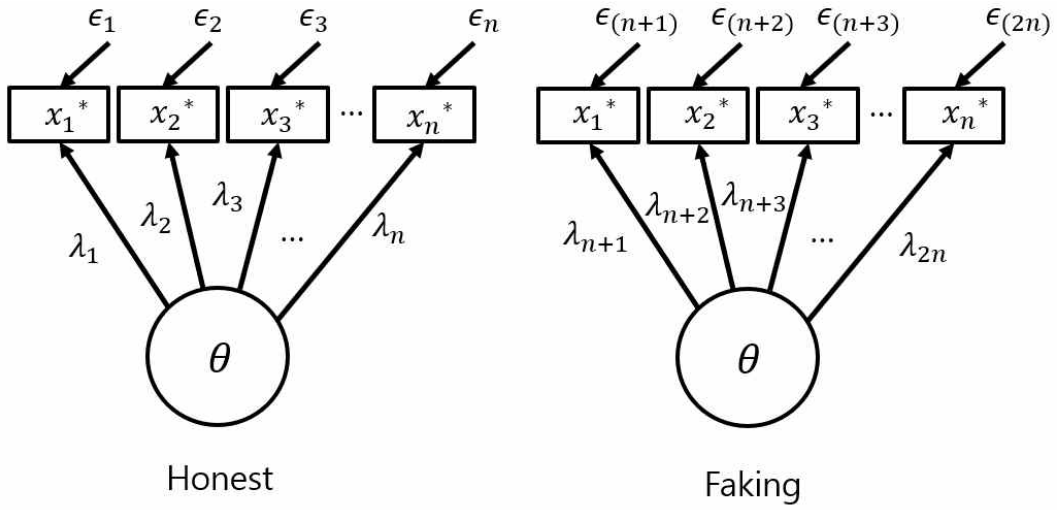 ϵ₁ ϵ₂ ϵ₃ ϵₙ ϵ₍ₙ₊₁₎ ϵ₍ₙ₊₂₎ ϵ₍ₙ₊₃₎ ϵ₍₂ₙ₎
x₁* x₂* x₃* ... xₙ* x₁* x₂* x₃* ... xₙ*
λ₁ λ₂ λ₃ ... λₙ λₙ₊₁ λₙ₊₂ λₙ₊₃ ... λ₂ₙ
θ θ
Honest Faking